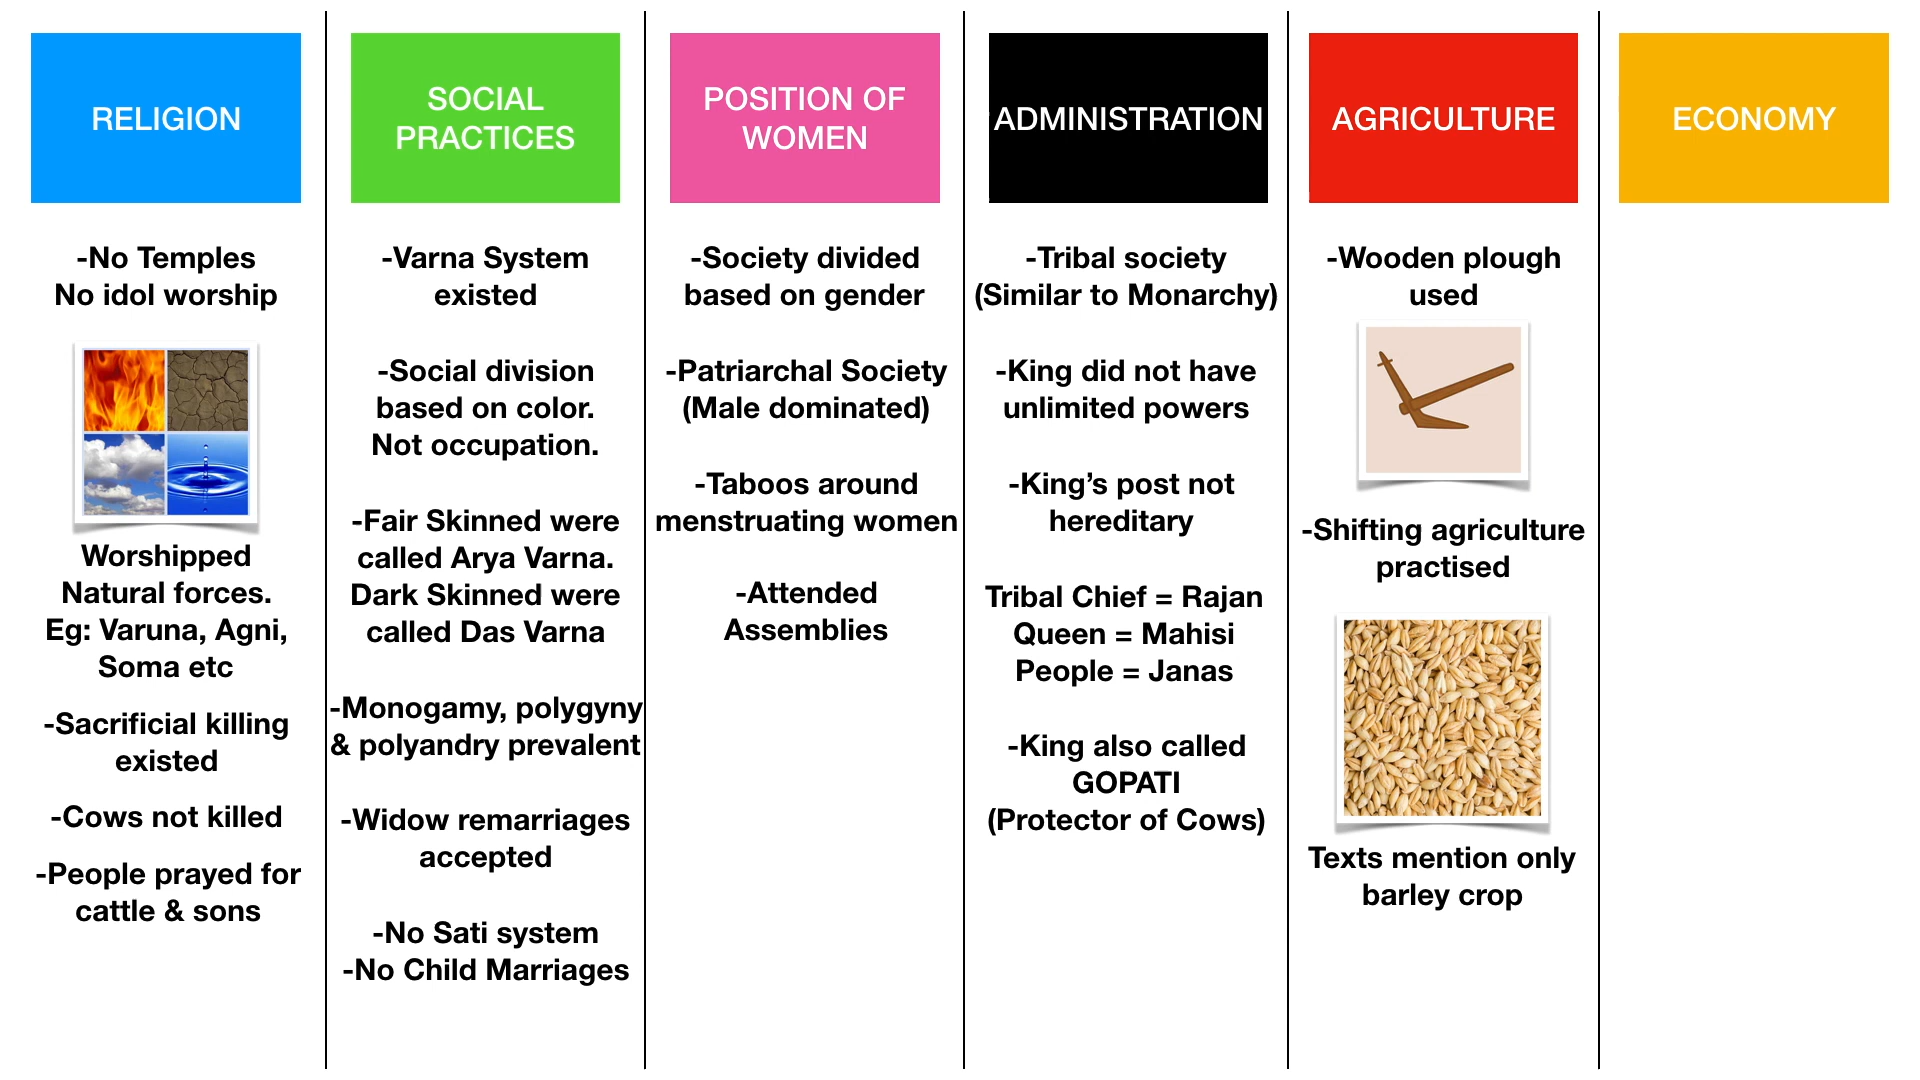 RELIGION
-No Temples
No idol worship
Worshipped
Natural forces.
Eg: Varuna, Agni,
Soma etc
-Sacrificial killing
existed
-Cows not killed
-People prayed for
cattle & sons
SOCIAL
PRACTICES
-Varna System
existed
-Social division
based on color.
Not occupation.
-Fair Skinned were
called Arya Varna.
Dark Skinned were
called Das Varna
-Monogamy, polygyny
& polyandry prevalent
-Widow remarriages
accepted
-No Sati system
-No Child Marriages
POSITION OF
WOMEN
-Society divided
based on gender
-Patriarchal Society
(Male dominated)
-Taboos around
menstruating women
-Attended
Assemblies
ADMINISTRATION
-Tribal society
(Similar to Monarchy)
-King did not have
unlimited powers
-King’s post not
hereditary
Tribal Chief = Rajan
Queen = Mahisi
People = Janas
-King also called
GOPATI
(Protector of Cows)
AGRICULTURE
-Wooden plough
used
-Shifting agriculture
practised
Texts mention only
barley crop
ECONOMY